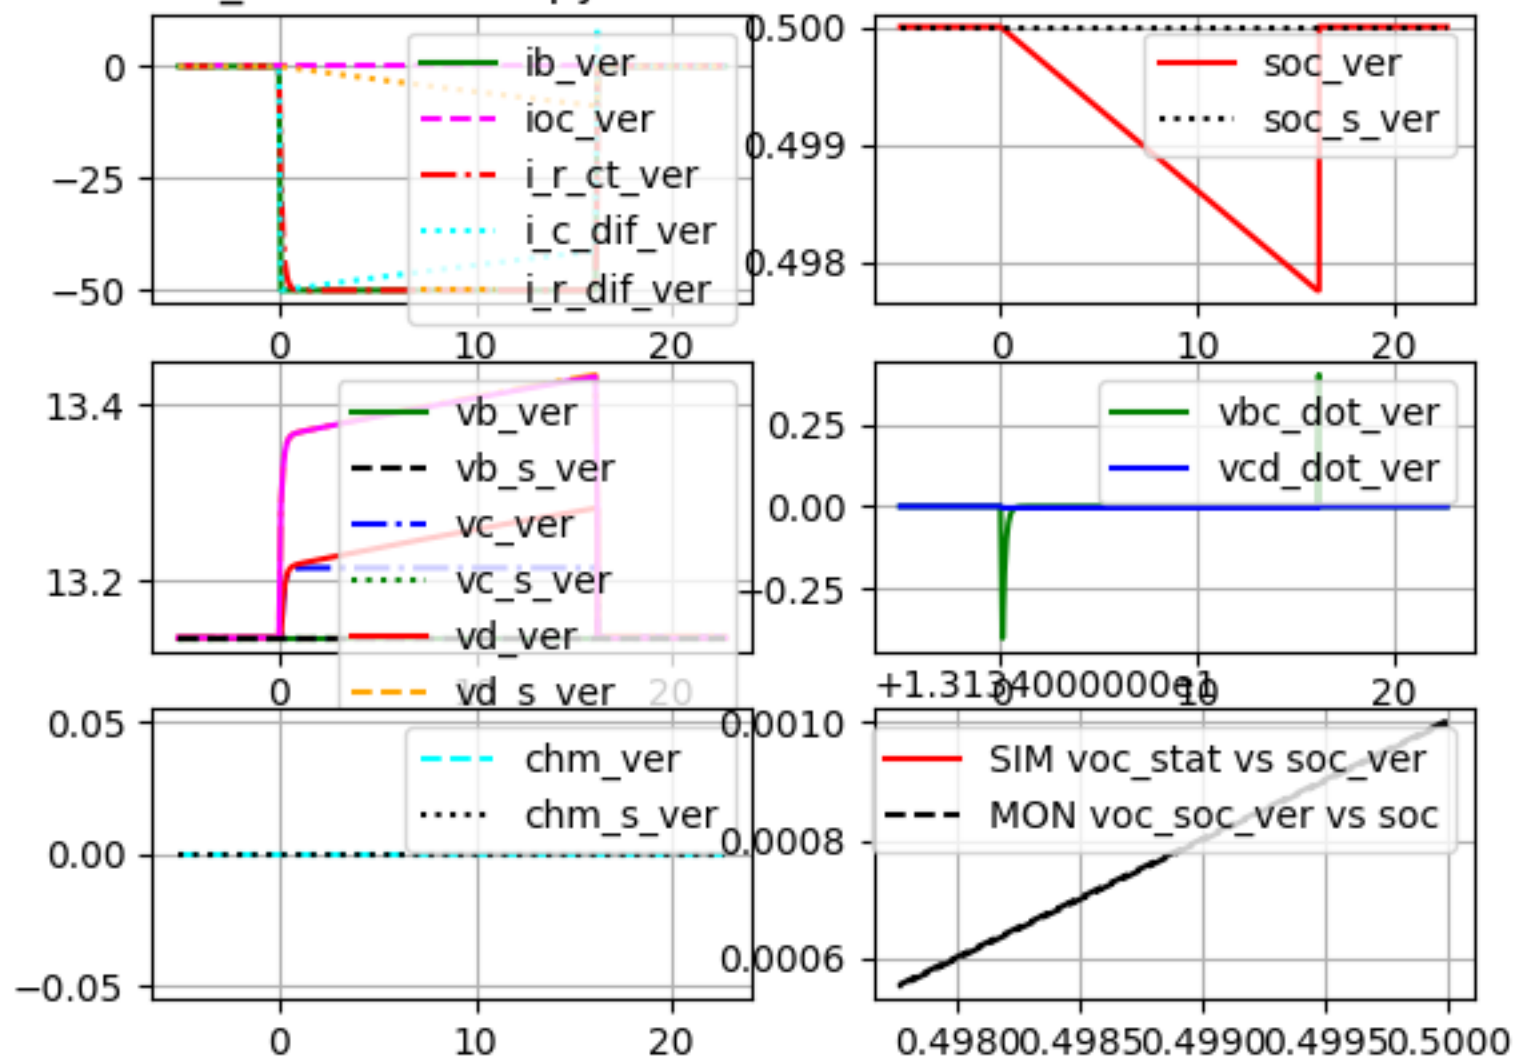 0
−25
−50
ib_ver
ioc_ver
i_r_ct_ver
i_c_dif_ver
i_r_dif_ver
0 10 20
0.500
0.499
0.498
soc_ver
soc_s_ver
0 10 20
13.4
13.2
vb_ver
vb_s_ver
vc_ver
vc_s_ver
vd_ver
vd_s_ver
0 10 20
0.25
0.00
−0.25
vbc_dot_ver
vcd_dot_ver
0 10 20
0.05
0.00
−0.05
chm_ver
chm_s_ver
0 10 20
+1.3134000000e1
0.0010
0.0008
0.0006
SIM voc_stat vs soc_ver
MON voc_soc_ver vs soc
0.4980 0.4985 0.4990 0.4995 0.5000